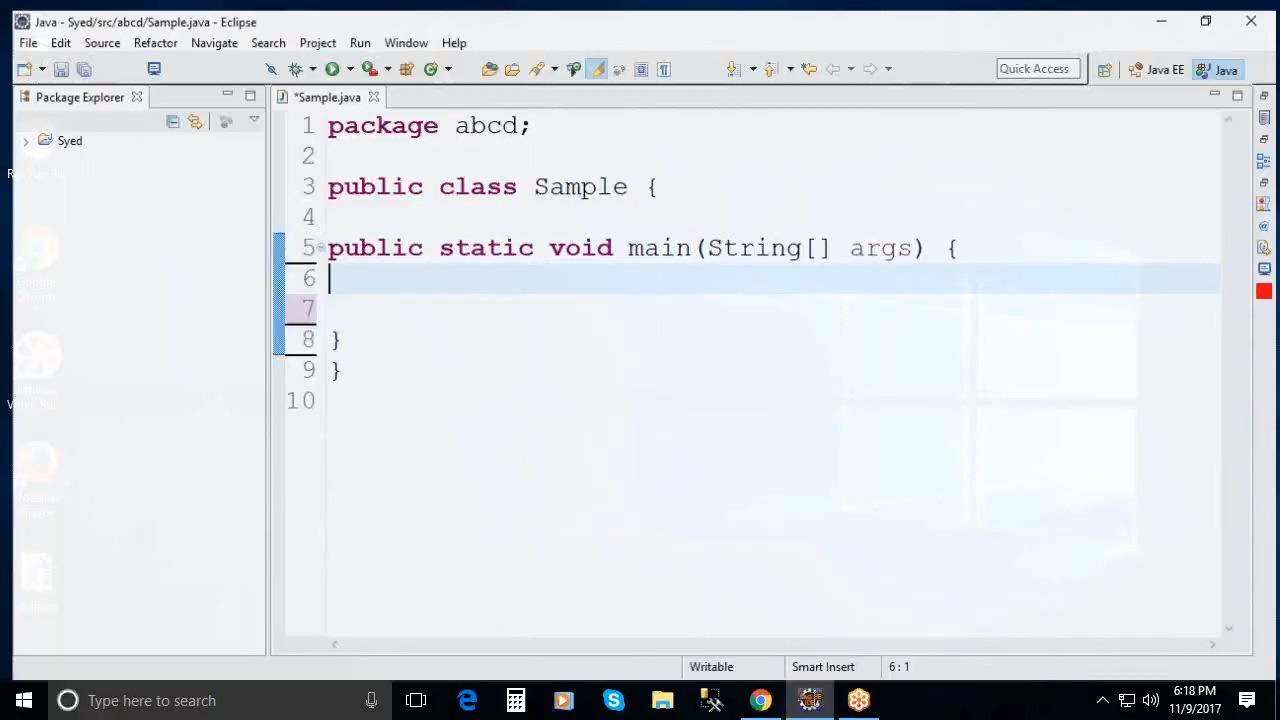 Java - Syed/src/abcd/Sample.java - Eclipse
File Edit Source Refactor Navigate Search Project Run Window Help
Quick Access Java EE Java
Package Explorer *Sample.java
Syed
1 package abcd;
2
3 public class Sample {
4
5 public static void main(String[] args) {
6
7
8 }
9 }
10
Writable Smart Insert 6 : 1
Type here to search
6:18 PM
11/9/2017